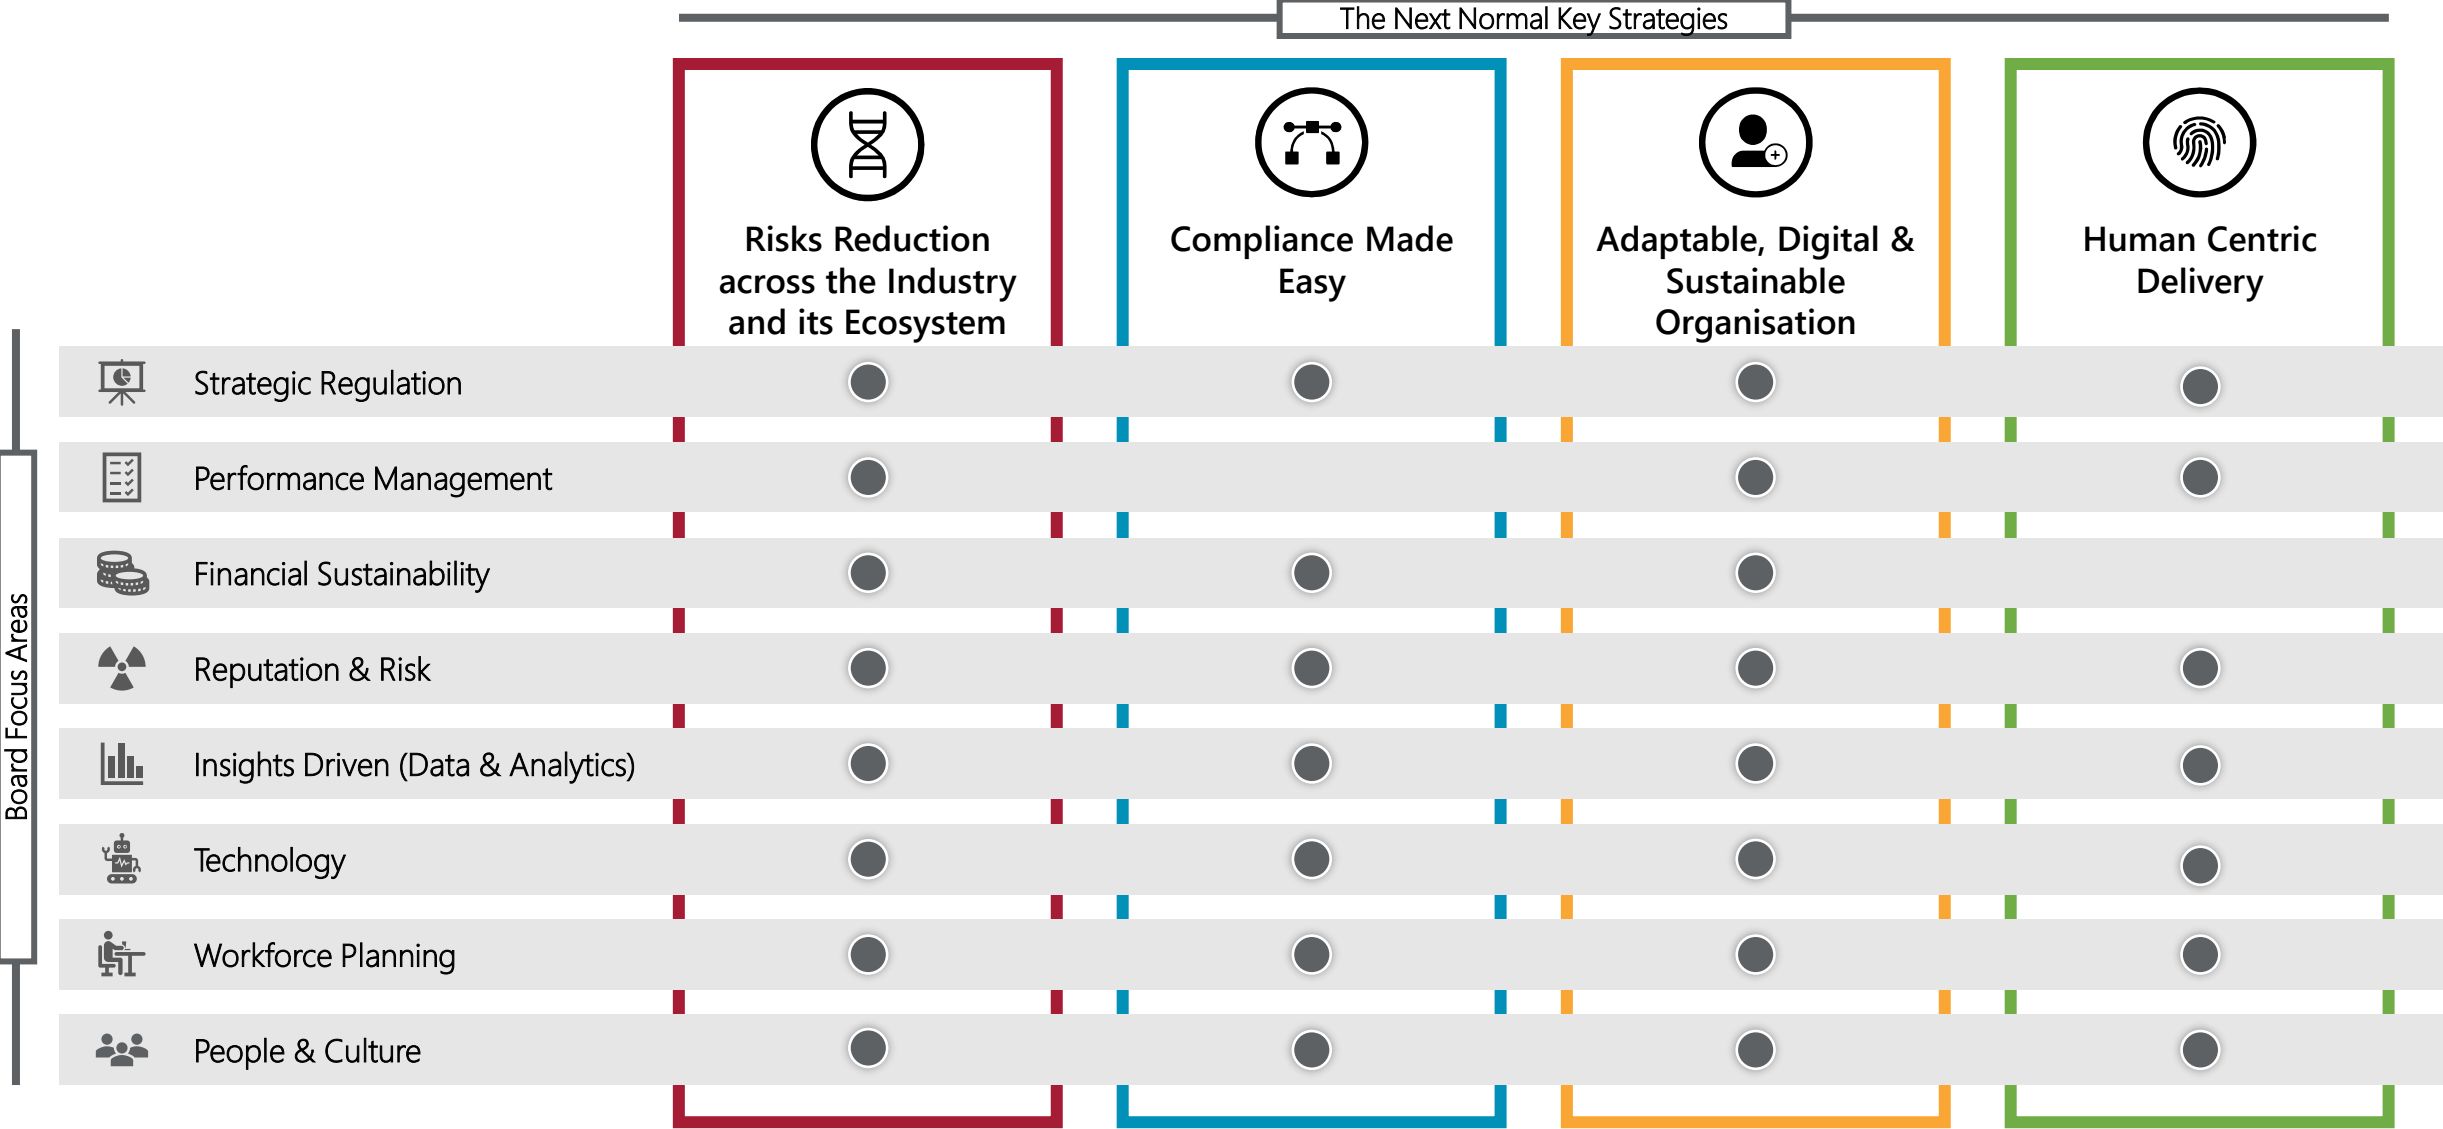 The Next Normal Key Strategies
Risks Reduction
across the Industry
and its Ecosystem
Compliance Made
Easy
Adaptable, Digital &
Sustainable
Organisation
Human Centric
Delivery
Board Focus Areas
Strategic Regulation
Performance Management
Financial Sustainability
Reputation & Risk
Insights Driven (Data & Analytics)
Technology
Workforce Planning
People & Culture